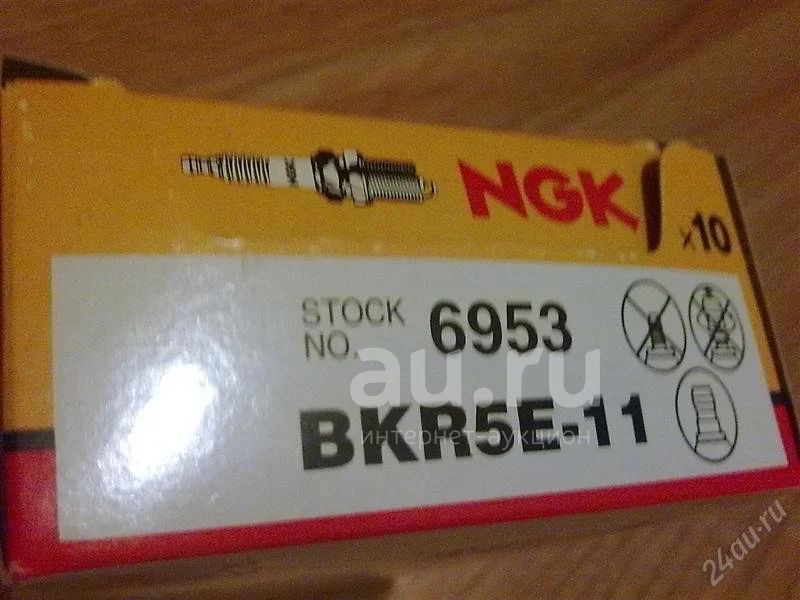 NGK
x10
STOCK
NO.
6953
au.ru
интернет-аукцион
BKR5E-11
24au.ru